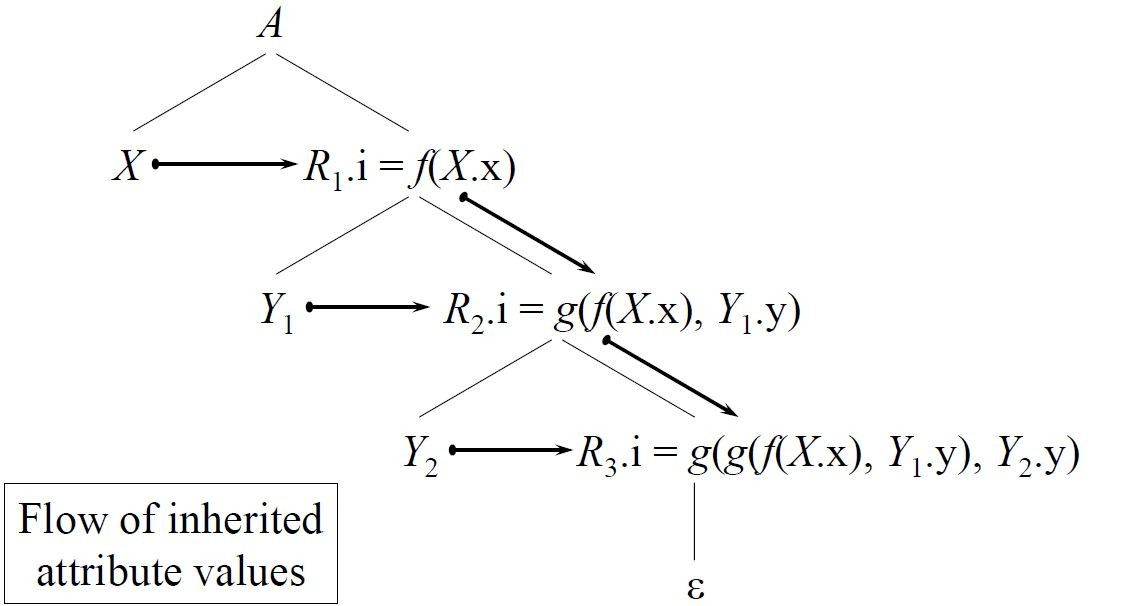 A
X R₁.i = f(X.x)
Y₁ R₂.i = g(f(X.x), Y₁.y)
Y₂ R₃.i = g(g(f(X.x), Y₁.y), Y₂.y)
Flow of inherited
attribute values
ε